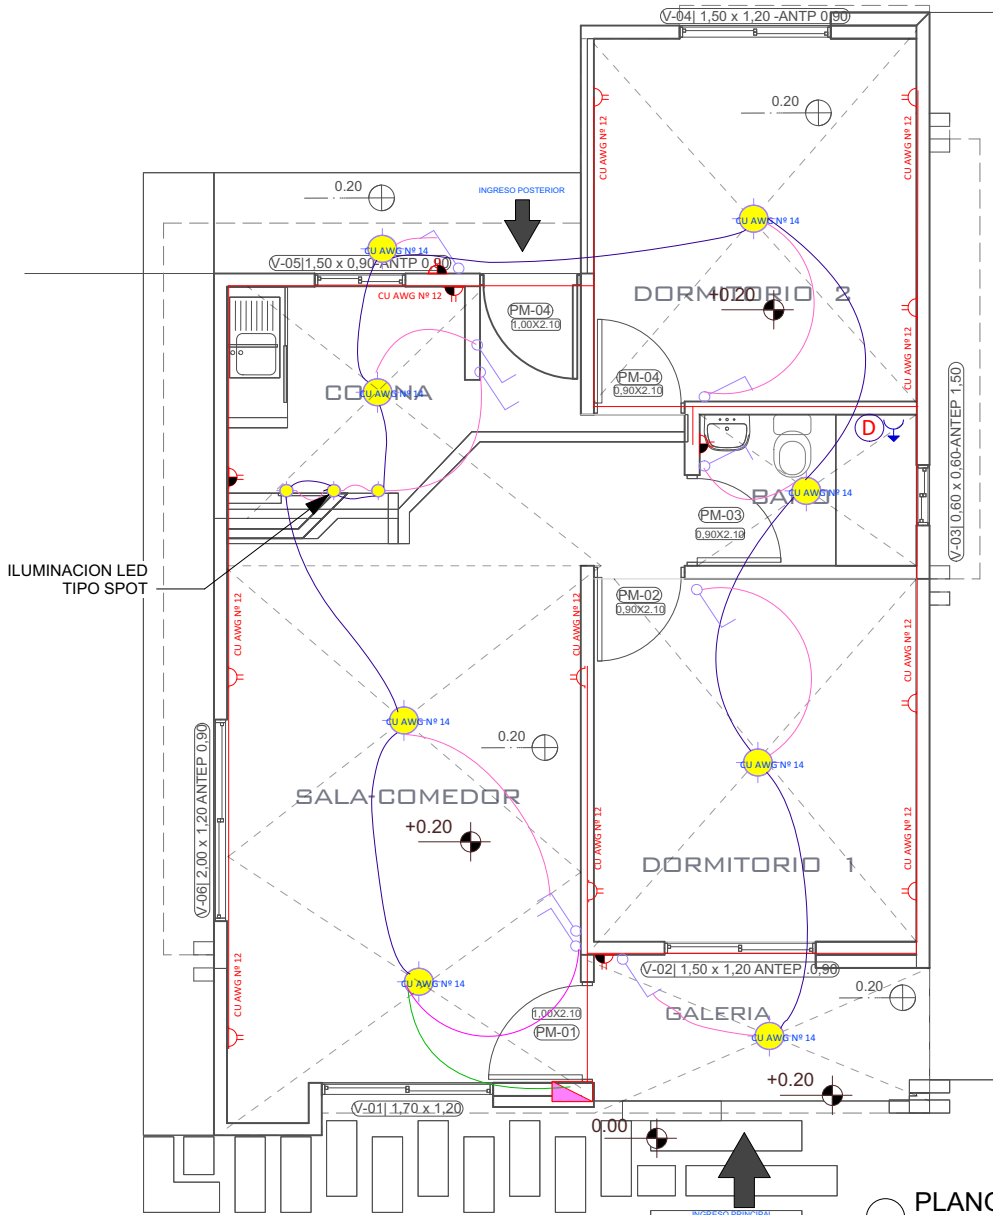 V-04| 1,50 x 1,20 -ANTP 0,90
0.20
CU AWG Nº 12
CU AWG Nº 12
0.20
INGRESO POSTERIOR
CU AWG Nº 14
CU AWG Nº 14
V-05|1,50 x 0,90-ANTP 0,90
CU AWG Nº 12
DORMITORIO 2
+0.20
PM-04
1,00X2.10
CU AWG Nº 12
PM-04
0,90X2.10
COCINA
CU AWG Nº 14
V-03| 0,60 x 0,60-ANTEP 1,50
D
BAÑO
CU AWG Nº 14
PM-03
0,90X2.10
ILUMINACION LED
TIPO SPOT
PM-02
0,90X2.10
CU AWG Nº 12
CU AWG Nº 12
CU AWG Nº 12
CU AWG Nº 14
0.20
CU AWG Nº 14
SALA-COMEDOR
+0.20
V-06| 2,00 x 1,20 ANTEP 0,90
CU AWG Nº 12
CU AWG Nº 12
DORMITORIO 1
CU AWG Nº 12
V-02| 1,50 x 1,20 ANTEP .0,90
CU AWG Nº 14
0.20
1,00X2.10
PM-01
GALERIA
CU AWG Nº 14
+0.20
V-01| 1,70 x 1,20
0.00
PLANO
INGRESO PRINCIPAL